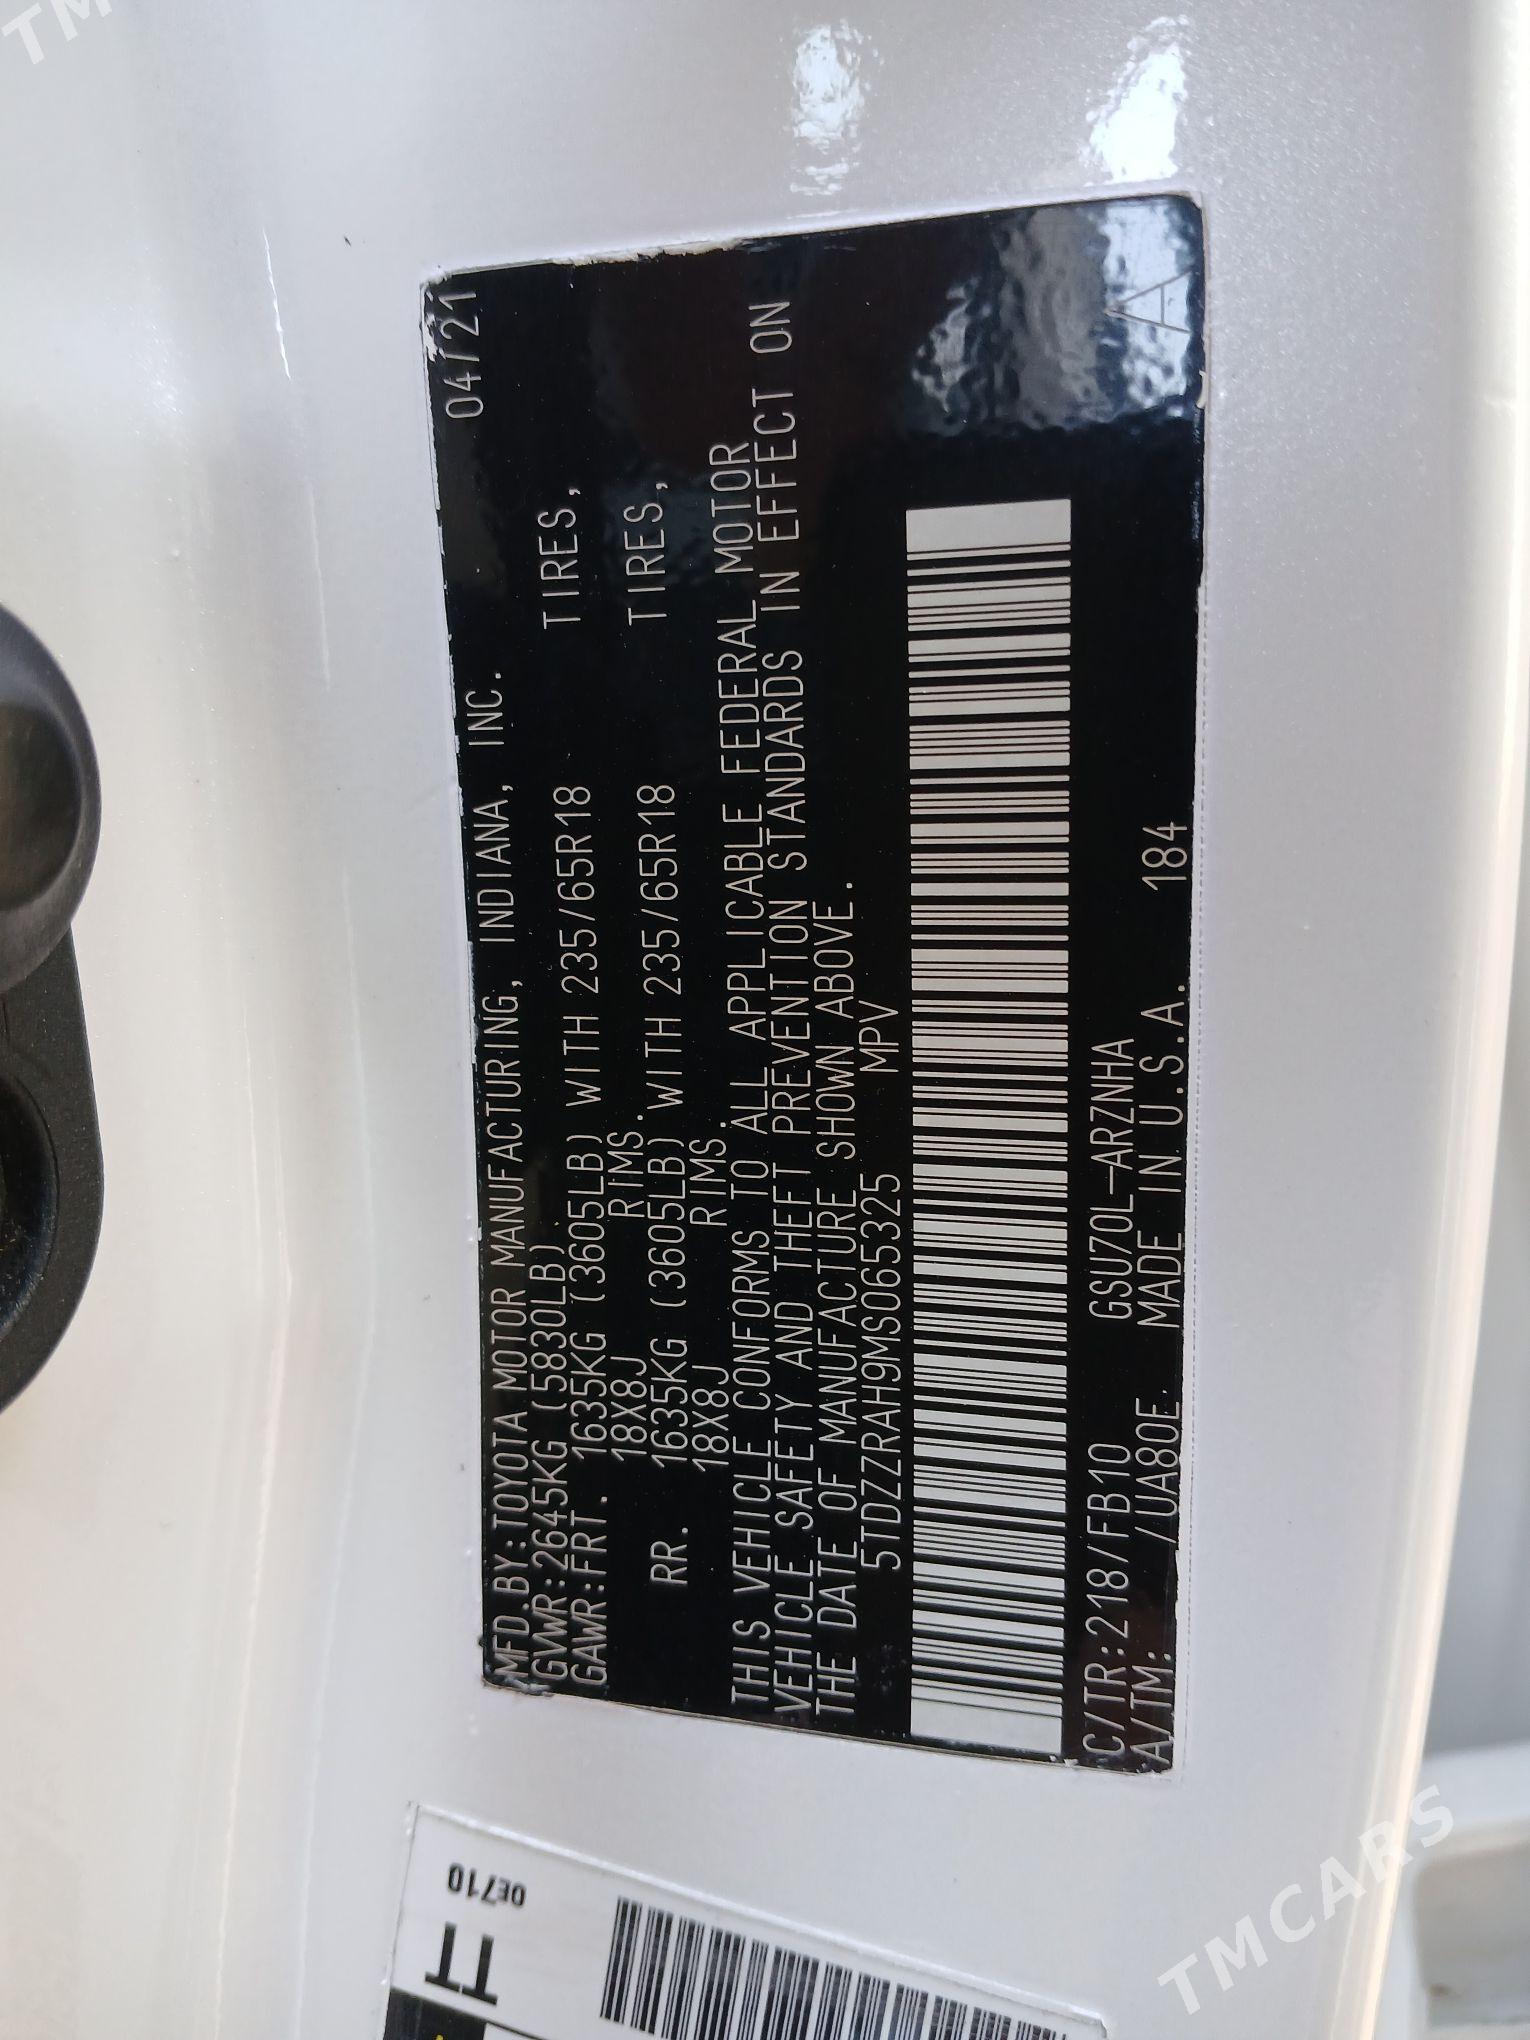 MFD.BY:TOYOTA MOTOR MANUFACTURING, INDIANA, INC. 04/21
GVWR:2645KG (5830LB)
GAWR:FRT. 1635KG (3605LB) WITH 235/65R18 TIRES,
18X8J RIMS.
RR. 1635KG (3605LB) WITH 235/65R18 TIRES,
18X8J RIMS.
THIS VEHICLE CONFORMS TO ALL APPLICABLE FEDERAL MOTOR
VEHICLE SAFETY AND THEFT PREVENTION STANDARDS IN EFFECT ON
THE DATE OF MANUFACTURE SHOWN ABOVE.
5TDZZRAH9MS065325 MPV
C/TR:218/FB10 GSU70L-ARZNHA
A/TM: /UA80E. MADE IN U.S.A. 184 A
0E710
TT
TMCARS
TM